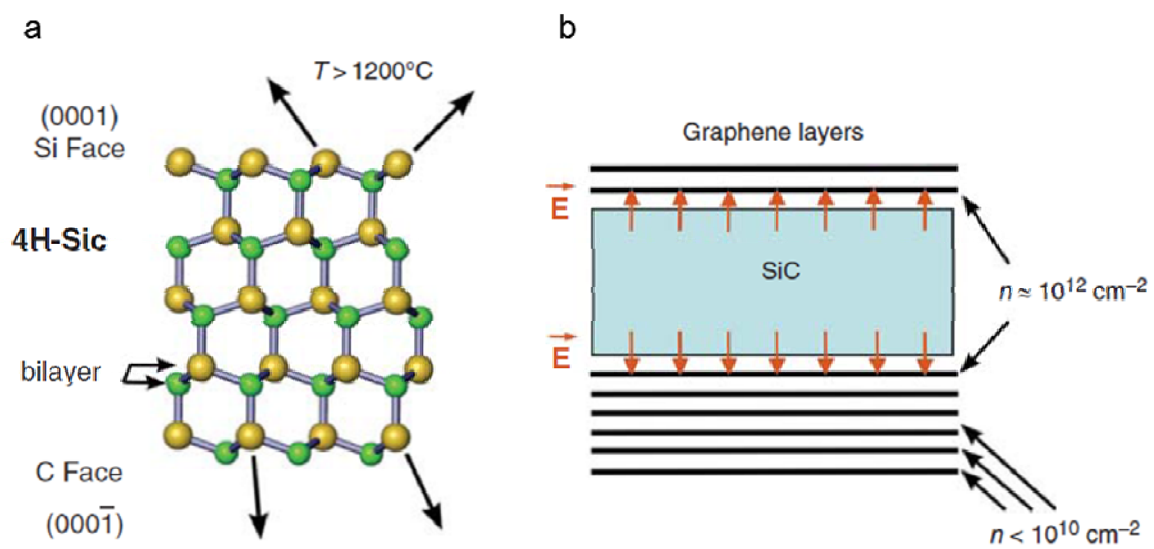 a
T > 1200°C
(0001)
Si Face
4H-Sic
bilayer
C Face
(0001̅)
b
Graphene layers
E
SiC
n ≈ 10¹² cm⁻²
E
n < 10¹⁰ cm⁻²